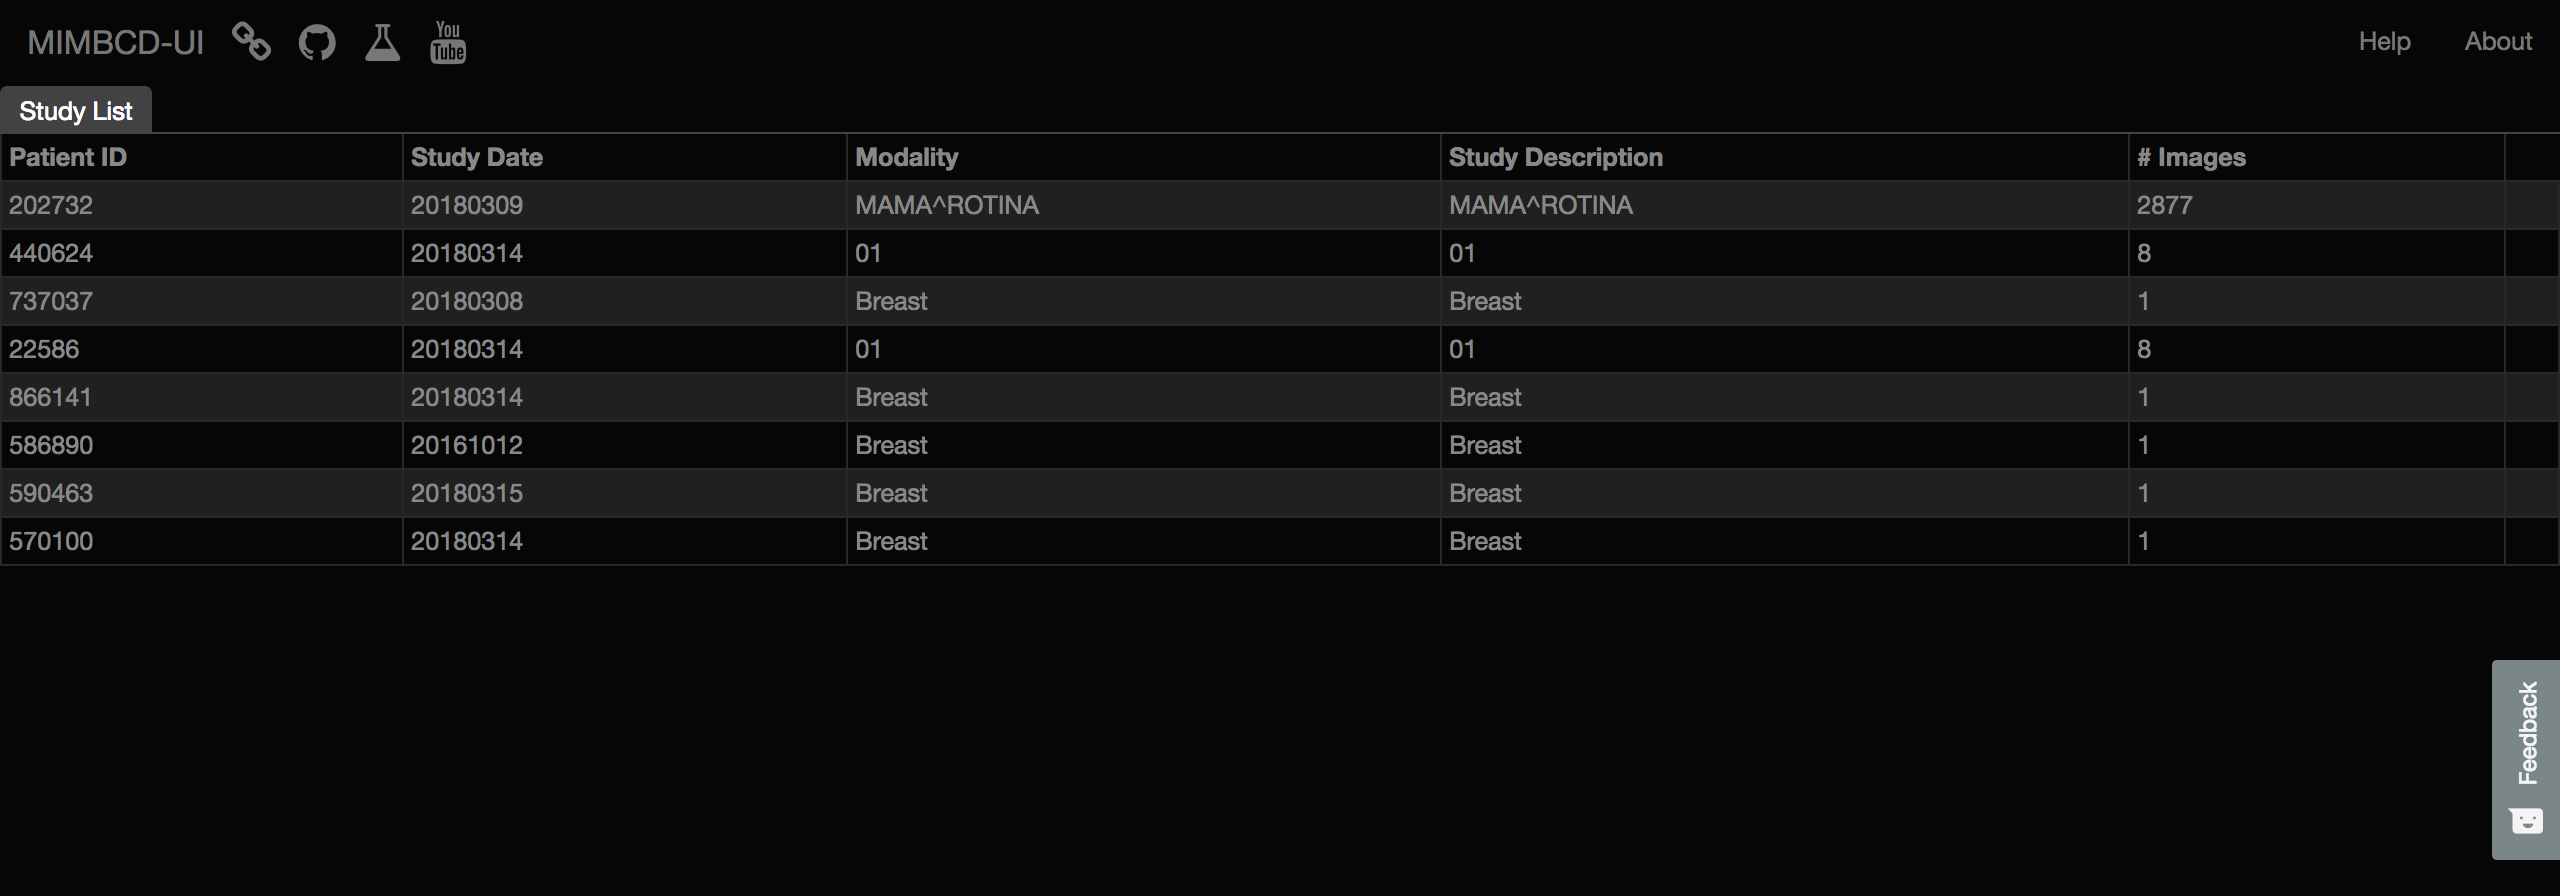 MIMBCD-UI You Tube Help About
Study List
Patient ID Study Date Modality Study Description # Images
202732 20180309 MAMA^ROTINA MAMA^ROTINA 2877
440624 20180314 01 01 8
737037 20180308 Breast Breast 1
22586 20180314 01 01 8
866141 20180314 Breast Breast 1
586890 20161012 Breast Breast 1
590463 20180315 Breast Breast 1
570100 20180314 Breast Breast 1
Feedback